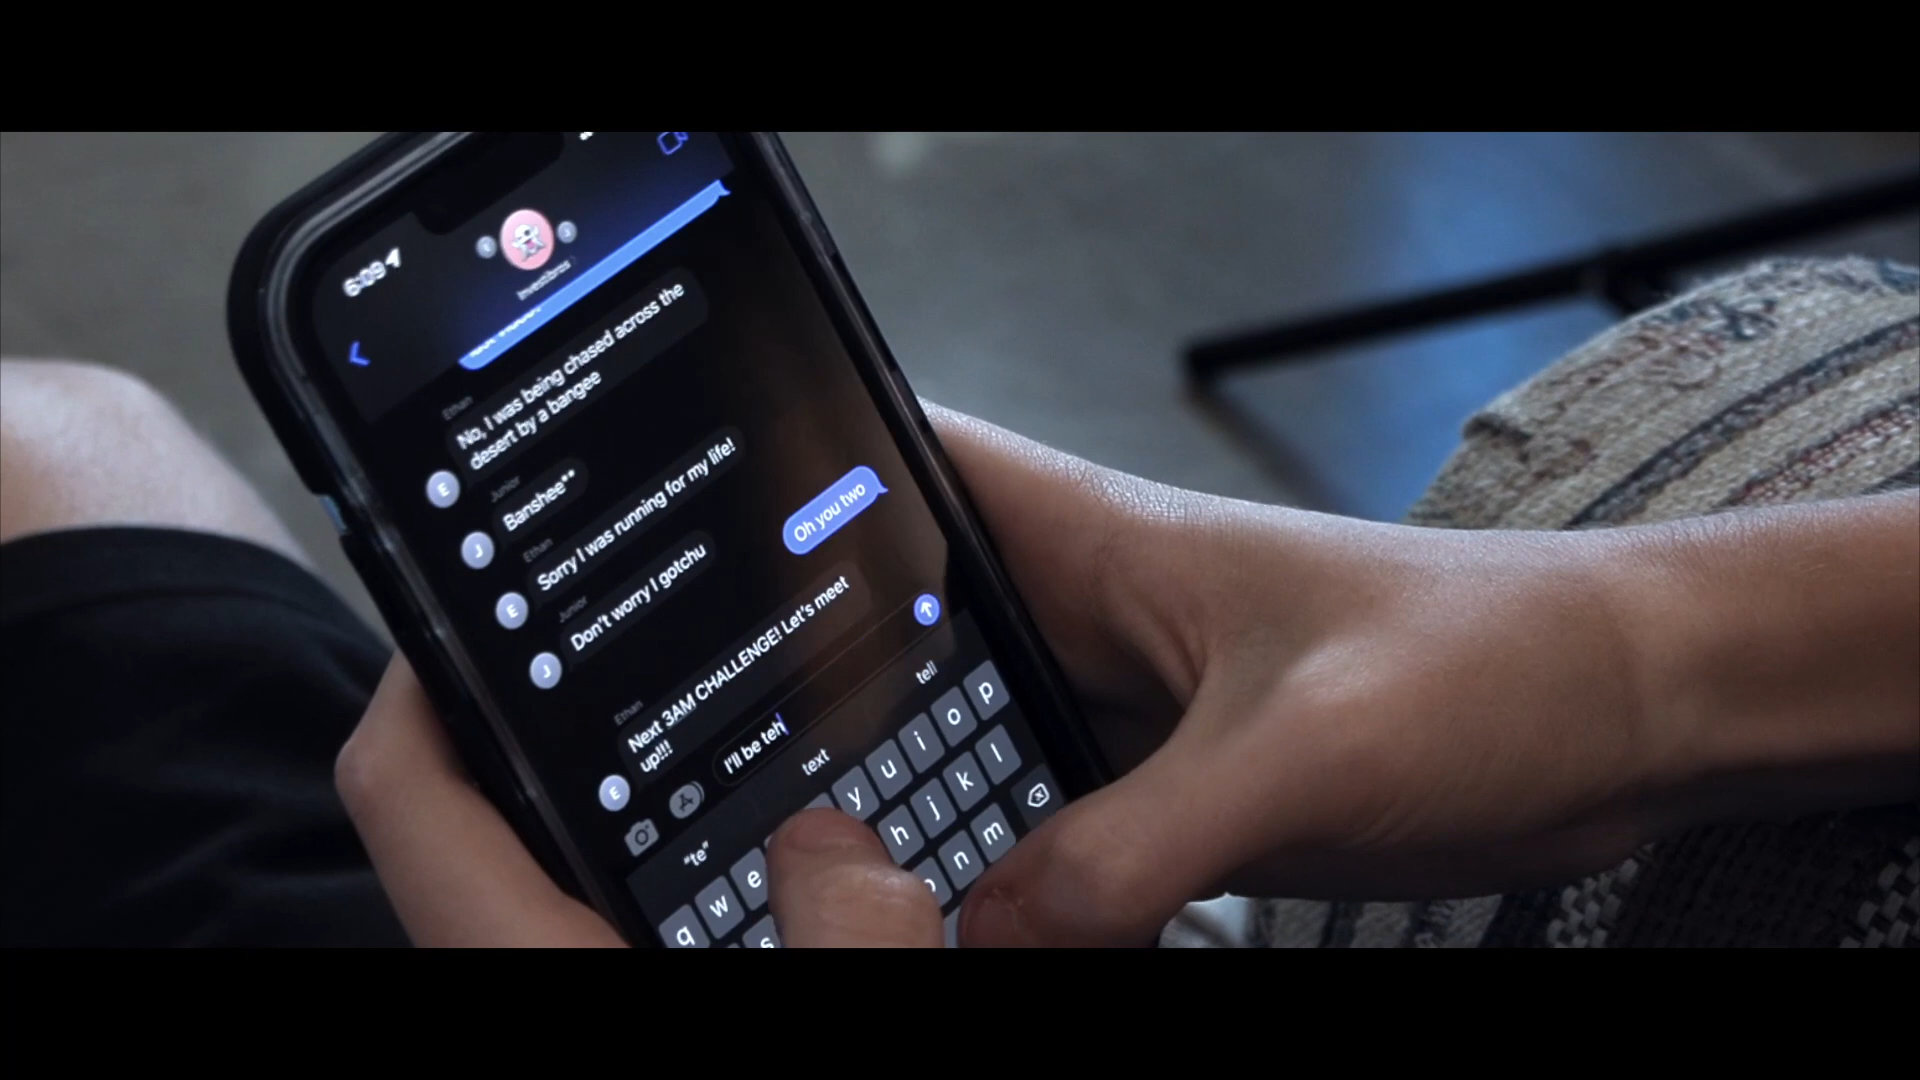 6:09
Investibros
Ethan
No, I was being chased across the
desert by a bangee
E
Junior
Banshee**
J
Ethan
Sorry I was running for my life!
E
Junior
Don't worry I gotchu
J
Oh you two
Ethan
Next 3AM CHALLENGE! Let's meet
up!!!
E
I'll be teh
"te" text tell
q w e y u i o p
s h j k l
n m